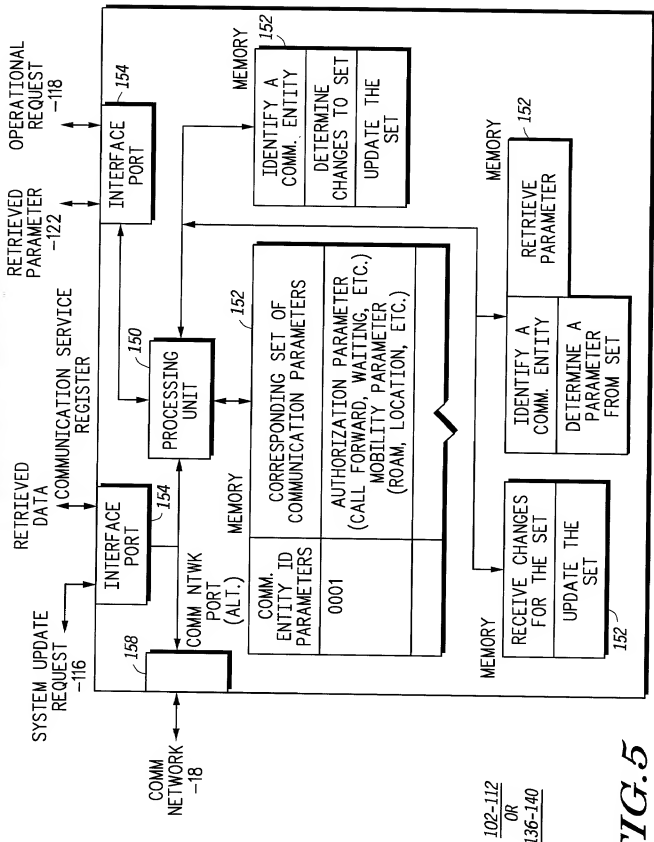 SYSTEM UPDATE
REQUEST
-116
RETRIEVED
DATA
COMMUNICATION SERVICE
REGISTER
RETRIEVED
PARAMETER
-122
OPERATIONAL
REQUEST
-118
COMM
NETWORK
-18
158
COMM NTWK
PORT
(ALT.)
INTERFACE
PORT
154
150
PROCESSING
UNIT
INTERFACE
PORT
154
MEMORY
152
COMM.
ENTITY ID
PARAMETERS
CORRESPONDING SET OF
COMMUNICATION PARAMETERS
0001
AUTHORIZATION PARAMETER
(CALL FORWARD, WAITING, ETC.)
MOBILITY PARAMETER
(ROAM, LOCATION, ETC.)
MEMORY
152
IDENTIFY A
COMM. ENTITY
DETERMINE
CHANGES TO SET
UPDATE THE
SET
MEMORY
RECEIVE CHANGES
FOR THE SET
UPDATE THE
SET
152
MEMORY
152
IDENTIFY A
COMM. ENTITY
RETRIEVE
PARAMETER
DETERMINE A
PARAMETER
FROM SET
102-112
OR
136-140
FIG.5